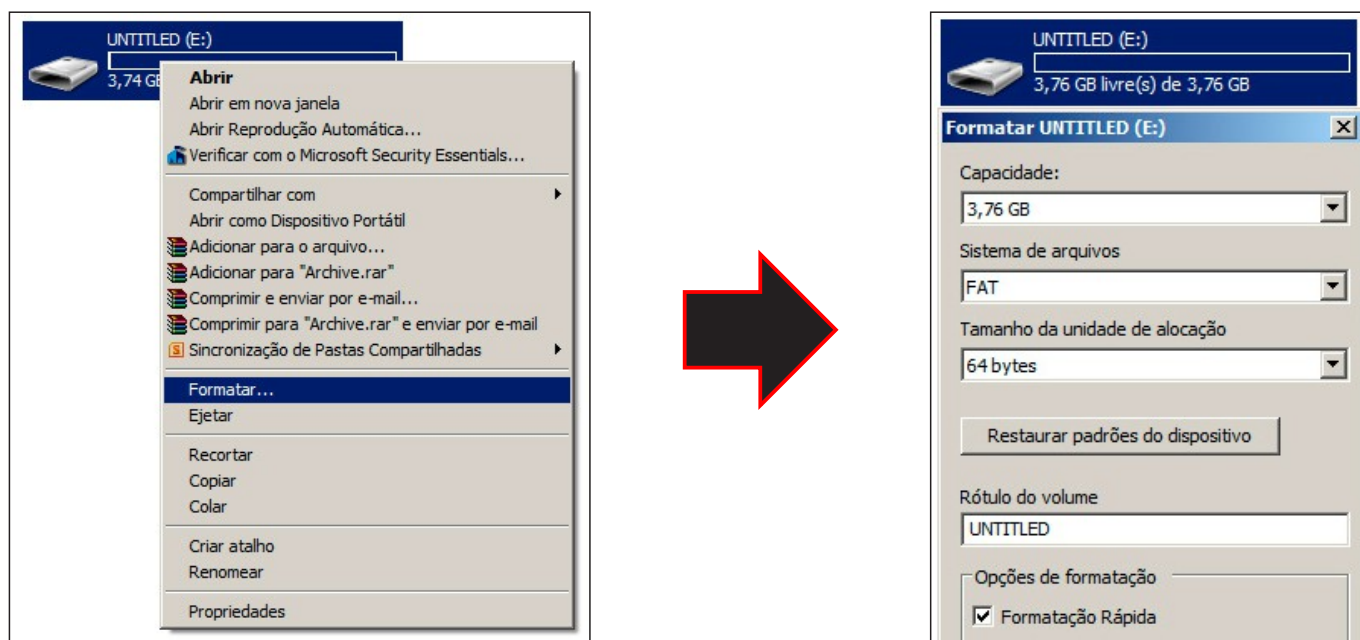 UNTITLED (E:)
3,74 GB
Abrir
Abrir em nova janela
Abrir Reprodução Automática...
Verificar com o Microsoft Security Essentials...
Compartilhar com
Abrir como Dispositivo Portátil
Adicionar para o arquivo...
Adicionar para "Archive.rar"
Comprimir e enviar por e-mail...
Comprimir para "Archive.rar" e enviar por e-mail
S Sincronização de Pastas Compartilhadas
Formatar...
Ejetar
Recortar
Copiar
Colar
Criar atalho
Renomear
Propriedades
UNTITLED (E:)
3,76 GB livre(s) de 3,76 GB
Formatar UNTITLED (E:)
Capacidade:
3,76 GB
Sistema de arquivos
FAT
Tamanho da unidade de alocação
64 bytes
Restaurar padrões do dispositivo
Rótulo do volume
UNTITLED
Opções de formatação
Formatação Rápida